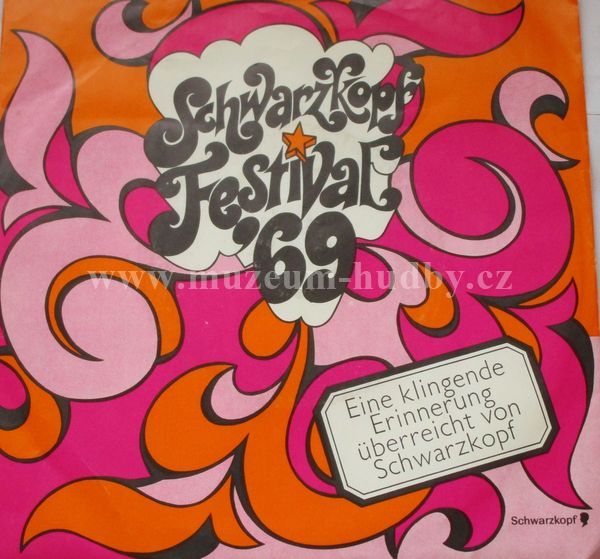 Schwarzkopf
Festival
'69
www.muzeum-hudby.cz
Eine klingende
Erinnerung
überreicht von
Schwarzkopf
Schwarzkopf